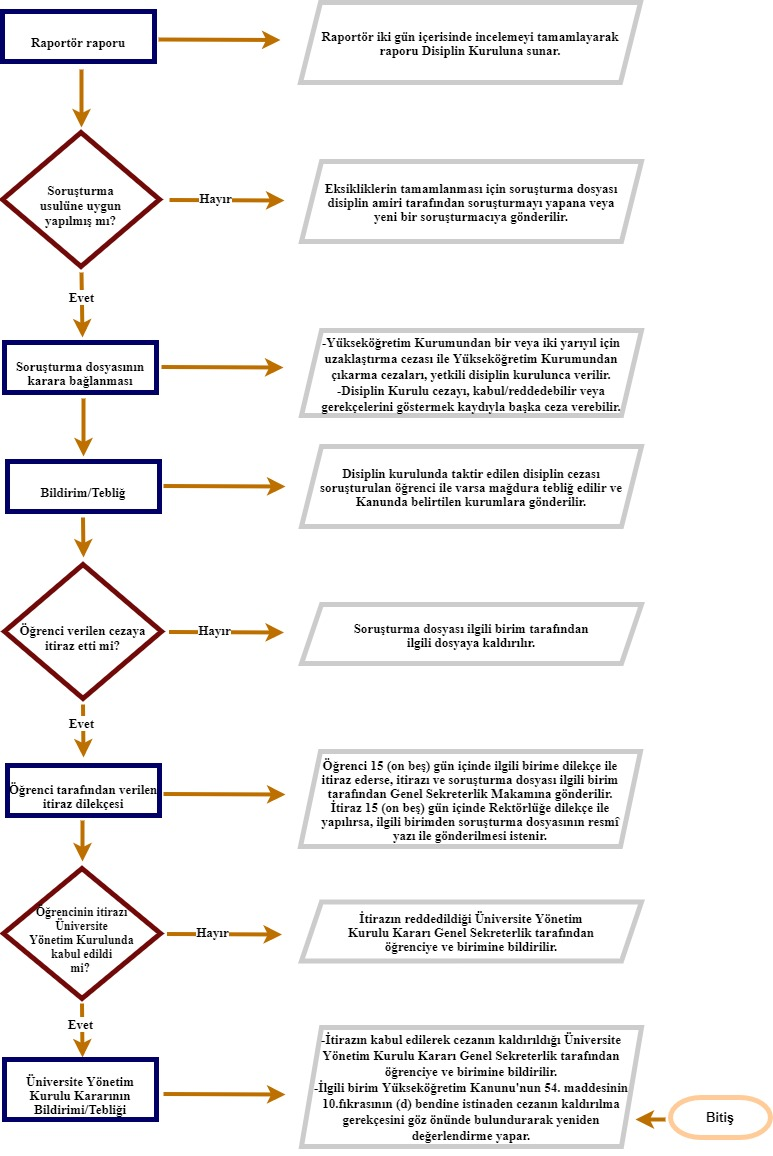 Raportör raporu
Raportör iki gün içerisinde incelemeyi tamamlayarak
raporu Disiplin Kuruluna sunar.
Soruşturma
usulüne uygun
yapılmış mı?
Hayır
Eksikliklerin tamamlanması için soruşturma dosyası
disiplin amiri tarafından soruşturmayı yapana veya
yeni bir soruşturmacıya gönderilir.
Evet
Soruşturma dosyasının
karara bağlanması
-Yükseköğretim Kurumundan bir veya iki yarıyıl için
uzaklaştırma cezası ile Yükseköğretim Kurumundan
çıkarma cezaları, yetkili disiplin kurulunca verilir.
-Disiplin Kurulu cezayı, kabul/reddedebilir veya
gerekçelerini göstermek kaydıyla başka ceza verebilir.
Bildirim/Tebliğ
Disiplin kurulunda taktir edilen disiplin cezası
soruşturulan öğrenci ile varsa mağdura tebliğ edilir ve
Kanunda belirtilen kurumlara gönderilir.
Öğrenci verilen cezaya
itiraz etti mi?
Hayır
Soruşturma dosyası ilgili birim tarafından
ilgili dosyaya kaldırılır.
Evet
Öğrenci tarafından verilen
itiraz dilekçesi
Öğrenci 15 (on beş) gün içinde ilgili birime dilekçe ile
itiraz ederse, itirazı ve soruşturma dosyası ilgili birim
tarafından Genel Sekreterlik Makamına gönderilir.
İtiraz 15 (on beş) gün içinde Rektörlüğe dilekçe ile
yapılırsa, ilgili birimden soruşturma dosyasının resmî
yazı ile gönderilmesi istenir.
Öğrencinin itirazı
Üniversite
Yönetim Kurulunda
kabul edildi
mi?
Hayır
İtirazın reddedildiği Üniversite Yönetim
Kurulu Kararı Genel Sekreterlik tarafından
öğrenciye ve birimine bildirilir.
Evet
Üniversite Yönetim
Kurulu Kararının
Bildirimi/Tebliği
-İtirazın kabul edilerek cezanın kaldırıldığı Üniversite
Yönetim Kurulu Kararı Genel Sekreterlik tarafından
öğrenciye ve birimine bildirilir.
-İlgili birim Yükseköğretim Kanunu'nun 54. maddesinin
10.fıkrasının (d) bendine istinaden cezanın kaldırılma
gerekçesini göz önünde bulundurarak yeniden
değerlendirme yapar.
Bitiş